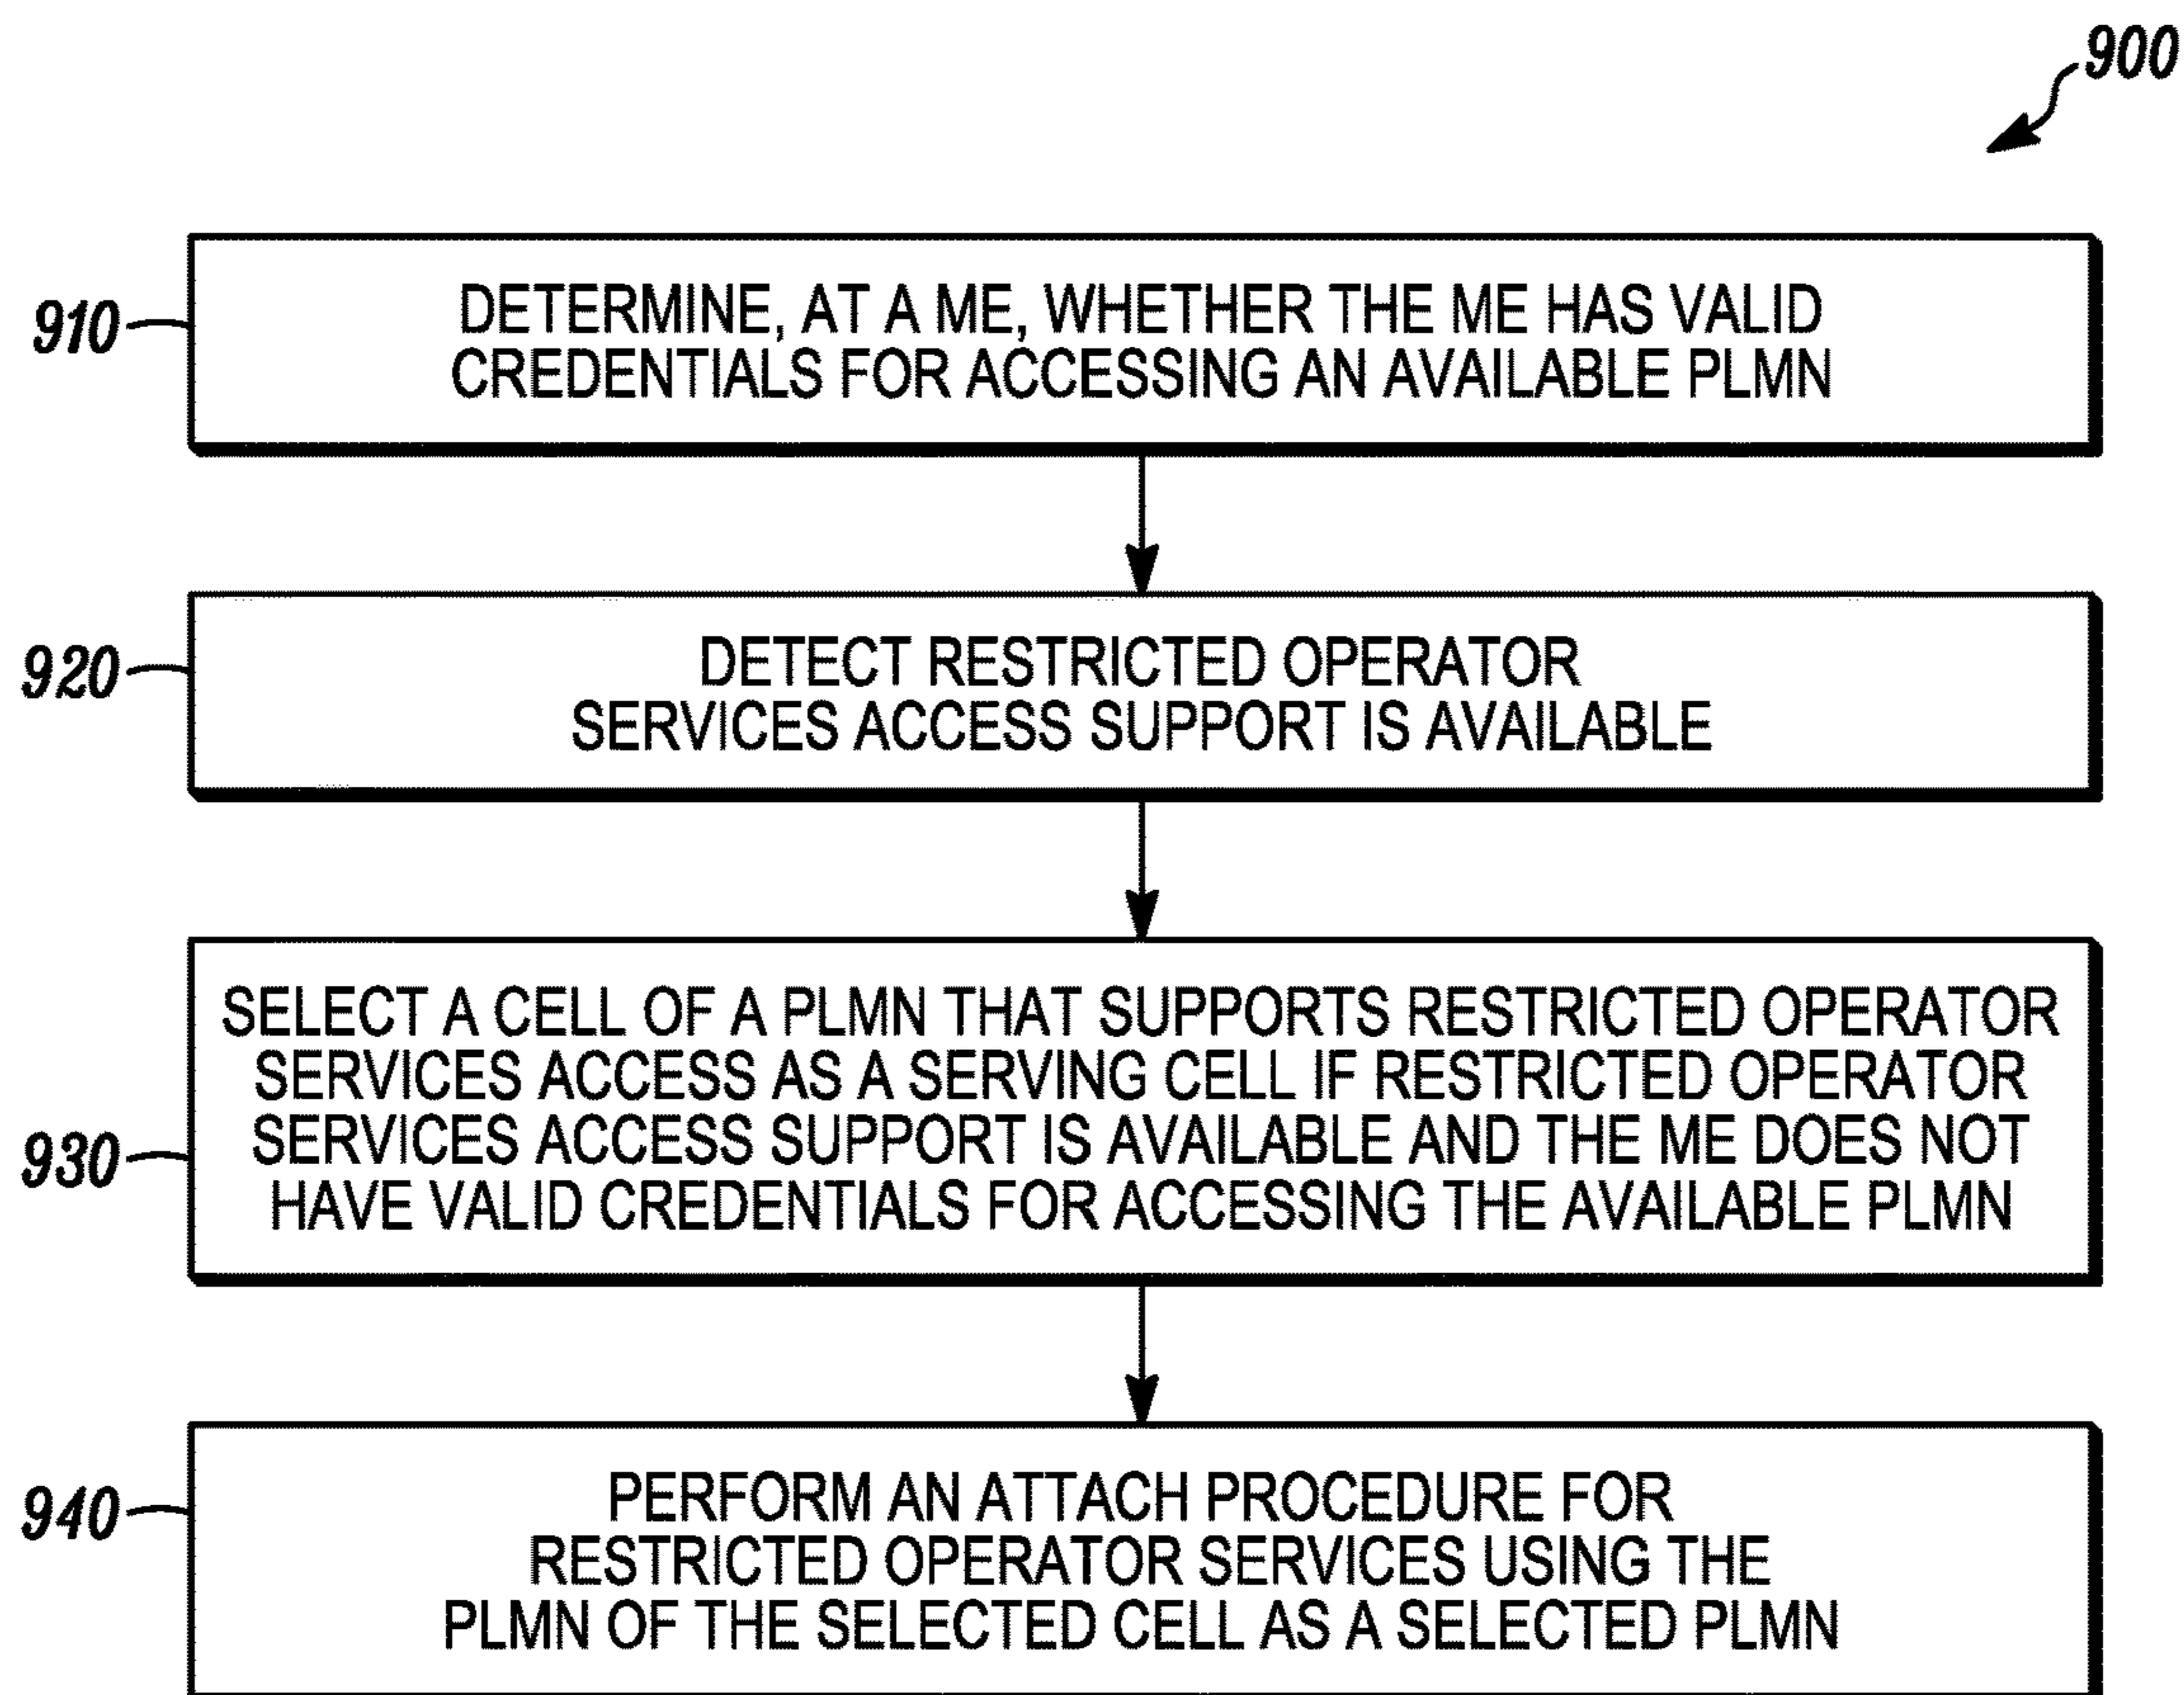 900
910
DETERMINE, AT A ME, WHETHER THE ME HAS VALID
CREDENTIALS FOR ACCESSING AN AVAILABLE PLMN
920
DETECT RESTRICTED OPERATOR
SERVICES ACCESS SUPPORT IS AVAILABLE
930
SELECT A CELL OF A PLMN THAT SUPPORTS RESTRICTED OPERATOR
SERVICES ACCESS AS A SERVING CELL IF RESTRICTED OPERATOR
SERVICES ACCESS SUPPORT IS AVAILABLE AND THE ME DOES NOT
HAVE VALID CREDENTIALS FOR ACCESSING THE AVAILABLE PLMN
940
PERFORM AN ATTACH PROCEDURE FOR
RESTRICTED OPERATOR SERVICES USING THE
PLMN OF THE SELECTED CELL AS A SELECTED PLMN